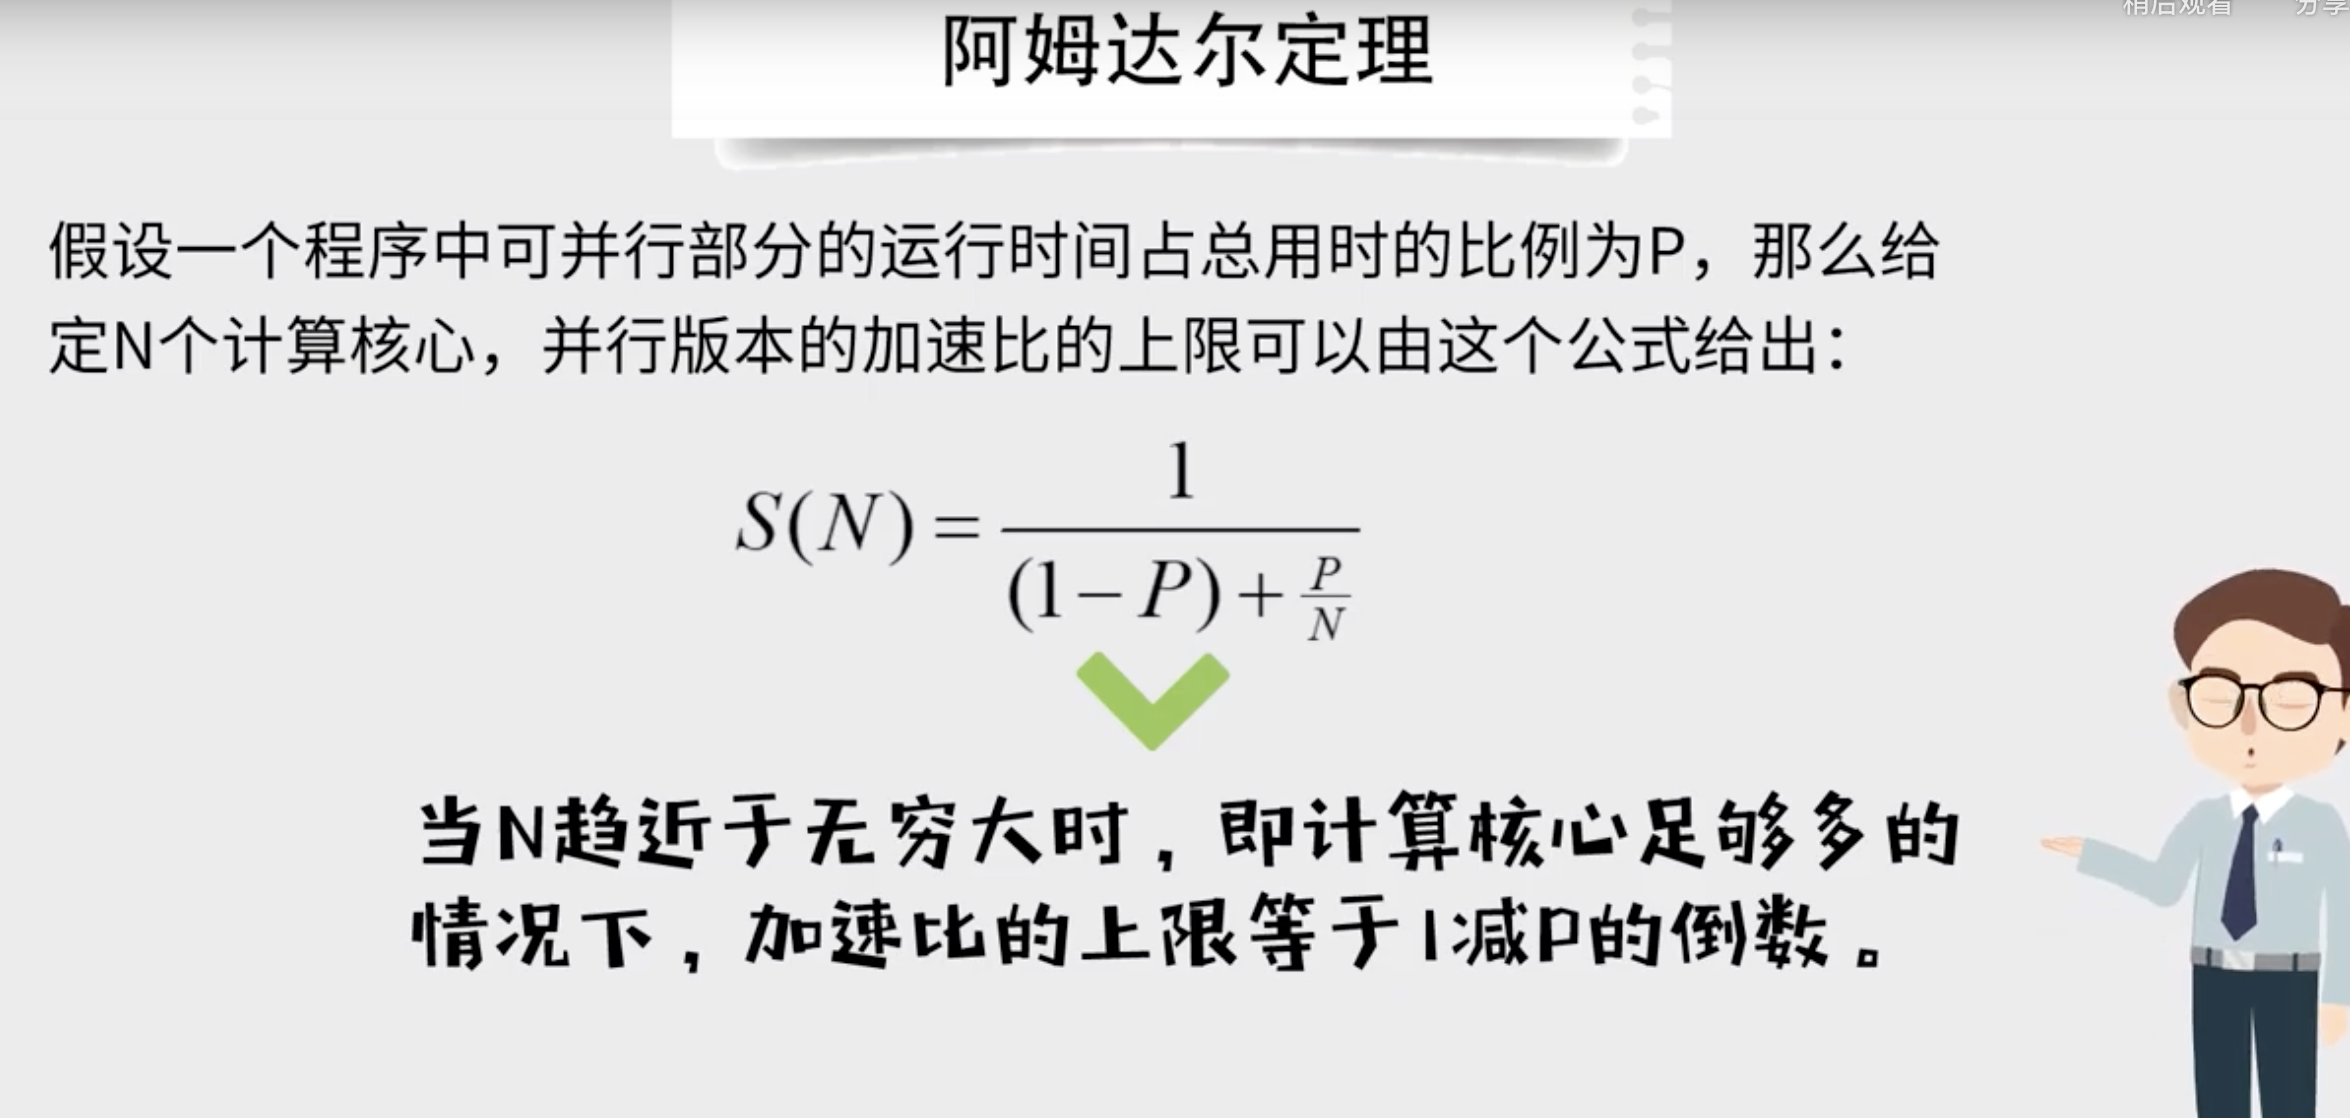 稍后观看 分享
阿姆达尔定理
假设一个程序中可并行部分的运行时间占总用时的比例为P，那么给
定N个计算核心，并行版本的加速比的上限可以由这个公式给出：
S(N) = 1 / ((1 − P) + P/N)
当N趋近于无穷大时，即计算核心足够多的
情况下，加速比的上限等于1减P的倒数。